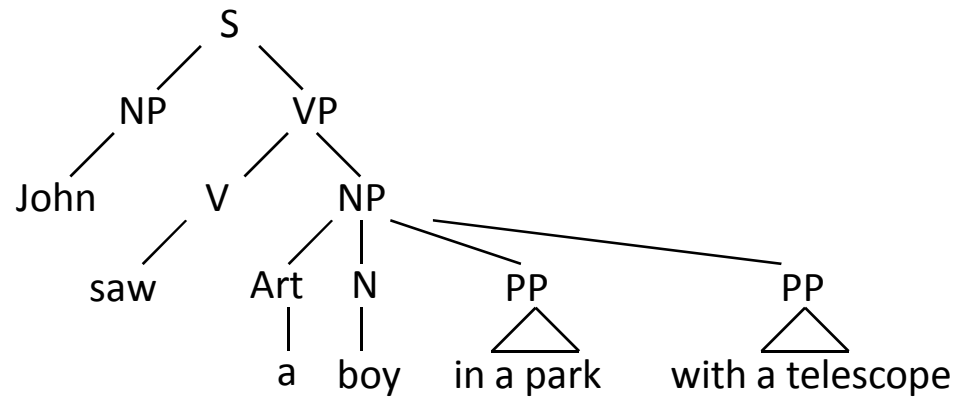 S
NP VP
John V NP
saw Art N PP PP
a boy in a park with a telescope